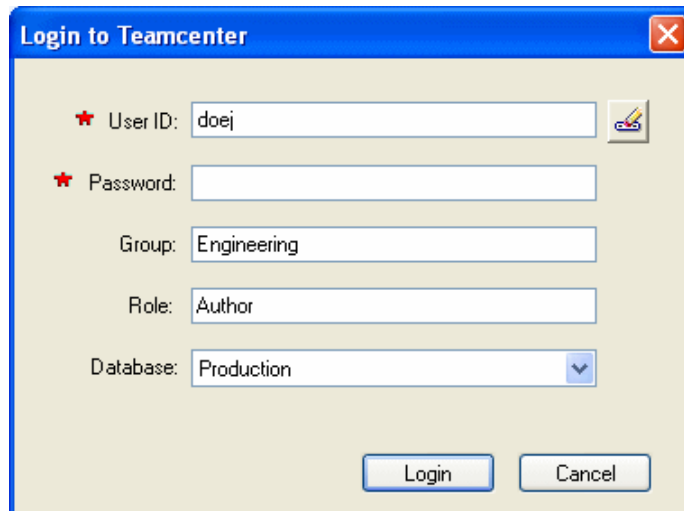 Login to Teamcenter
User ID: doej
Password:
Group: Engineering
Role: Author
Database: Production
Login Cancel